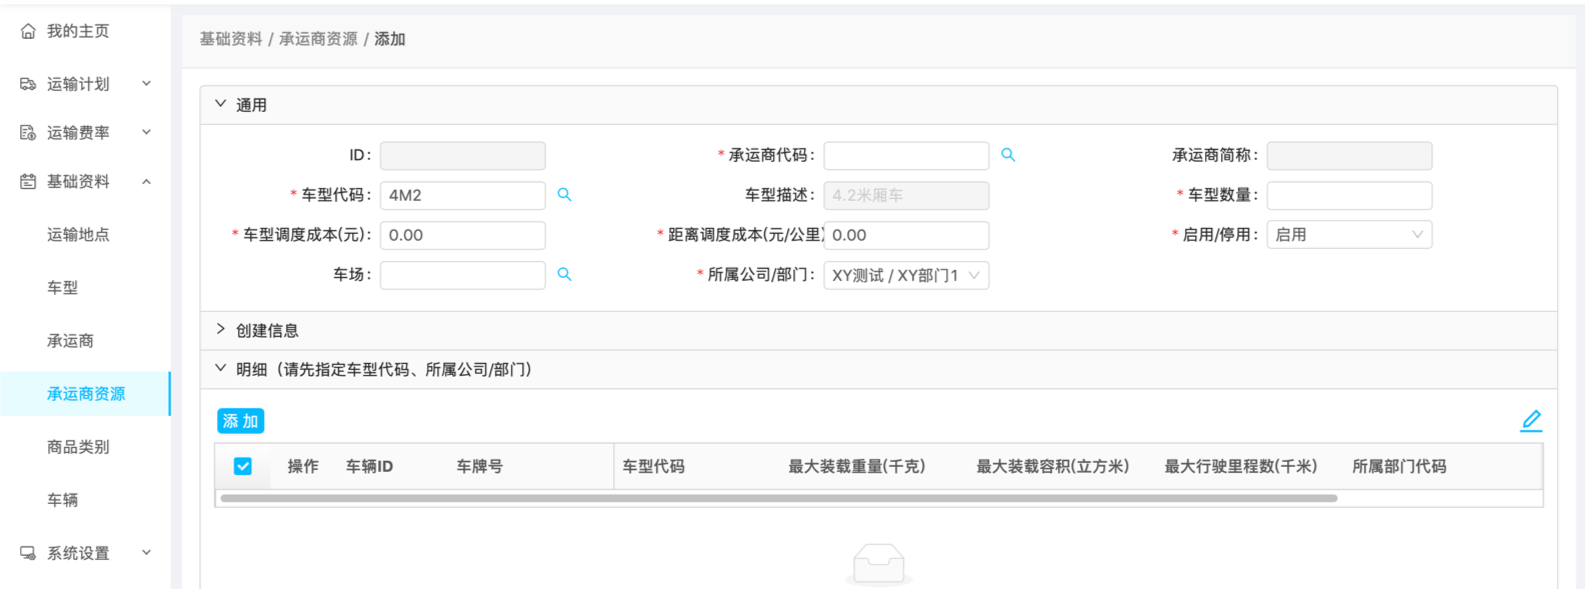 我的主页
运输计划
运输费率
基础资料
运输地点
车型
承运商
承运商资源
商品类别
车辆
系统设置
基础资料 / 承运商资源 / 添加
通用
ID:
* 承运商代码:
承运商简称:
* 车型代码: 4M2
车型描述: 4.2米厢车
* 车型数量:
* 车型调度成本(元): 0.00
* 距离调度成本(元/公里) 0.00
* 启用/停用: 启用
车场:
* 所属公司/部门: XY测试 / XY部门1
创建信息
明细（请先指定车型代码、所属公司/部门）
添加
操作 车辆ID 车牌号 车型代码 最大装载重量(千克) 最大装载容积(立方米) 最大行驶里程数(千米) 所属部门代码